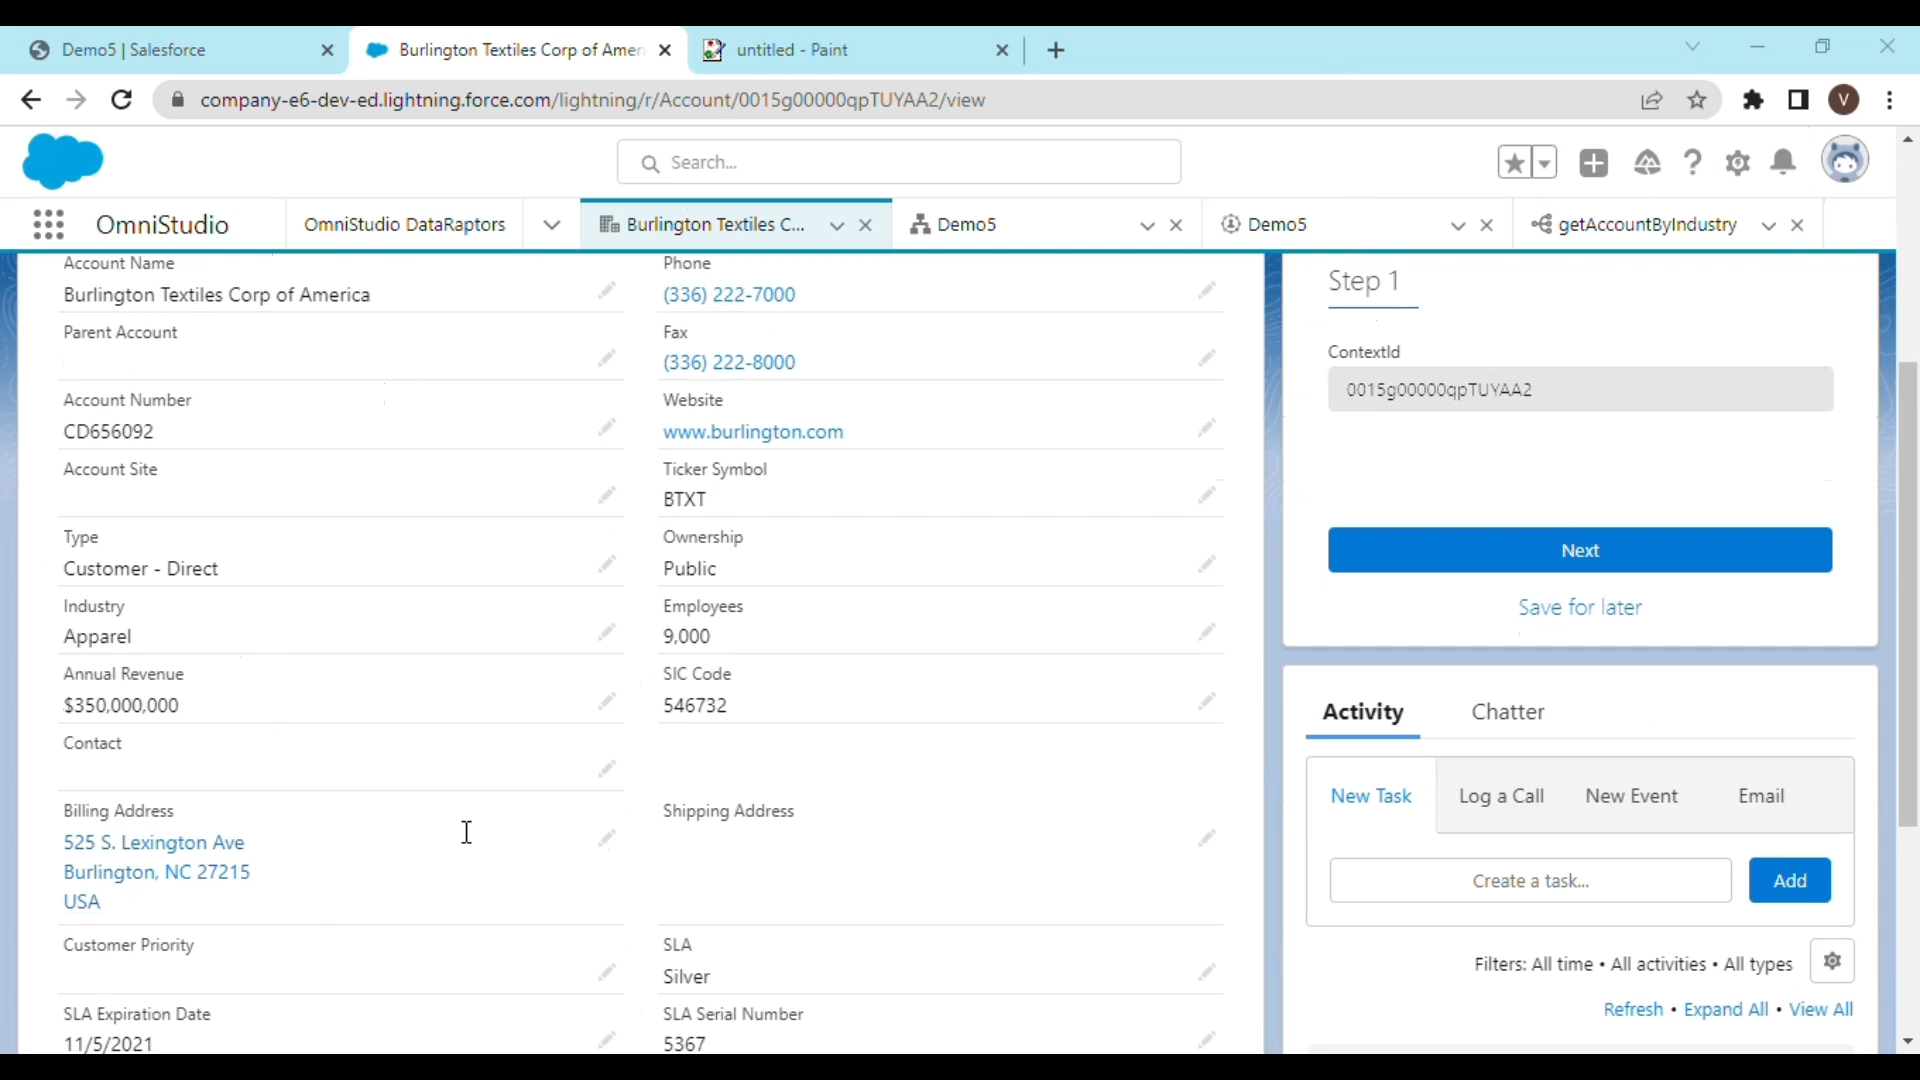 Demo5 | Salesforce
Burlington Textiles Corp of Amer
untitled - Paint
company-e6-dev-ed.lightning.force.com/lightning/r/Account/0015g00000qpTUYAA2/view
V
Search...
OmniStudio
OmniStudio DataRaptors
Burlington Textiles C...
Demo5
Demo5
getAccountByIndustry
Account Name
Burlington Textiles Corp of America
Phone
(336) 222-7000
Parent Account
Fax
(336) 222-8000
Account Number
CD656092
Website
www.burlington.com
Account Site
Ticker Symbol
BTXT
Type
Customer - Direct
Ownership
Public
Industry
Apparel
Employees
9,000
Annual Revenue
$350,000,000
SIC Code
546732
Contact
Billing Address
525 S. Lexington Ave
Burlington, NC 27215
USA
Shipping Address
Customer Priority
SLA
Silver
SLA Expiration Date
11/5/2021
SLA Serial Number
5367
Step 1
ContextId
0015g00000qpTUYAA2
Next
Save for later
Activity
Chatter
New Task
Log a Call
New Event
Email
Create a task...
Add
Filters: All time • All activities • All types
Refresh • Expand All • View All